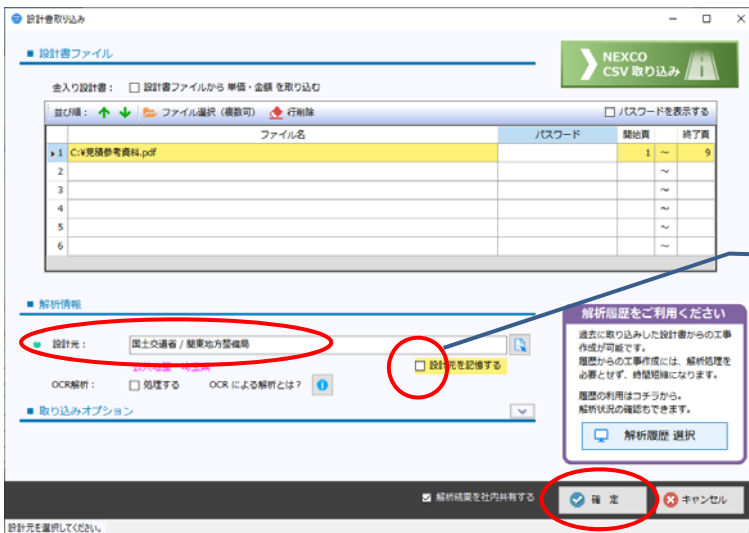 設計書取り込み
設計書ファイル
NEXCO
CSV 取り込み
金入り設計書： 設計書ファイルから 単価・金額 を取り込む
並び順： ファイル選択（複数可） 行削除 パスワードを表示する
ファイル名 パスワード 開始頁 終了頁
1 C:¥見積参考資料.pdf 1 ～ 9
2 ～
3 ～
4 ～
5 ～
6 ～
解析情報
設計元： 国土交通省 / 関東地方整備局
設計元を記憶する
OCR解析： 処理する OCR による解析とは？
取り込みオプション
解析履歴をご利用ください
過去に取り込みした設計書からの工事
作成が可能です。
履歴からの工事作成には、解析処理を
必要とせず、時間短縮になります。
履歴の利用はコチラから。
解析状況の確認もできます。
解析履歴 選択
解析結果を社内共有する 確 定 キャンセル
設計元を選択してください。